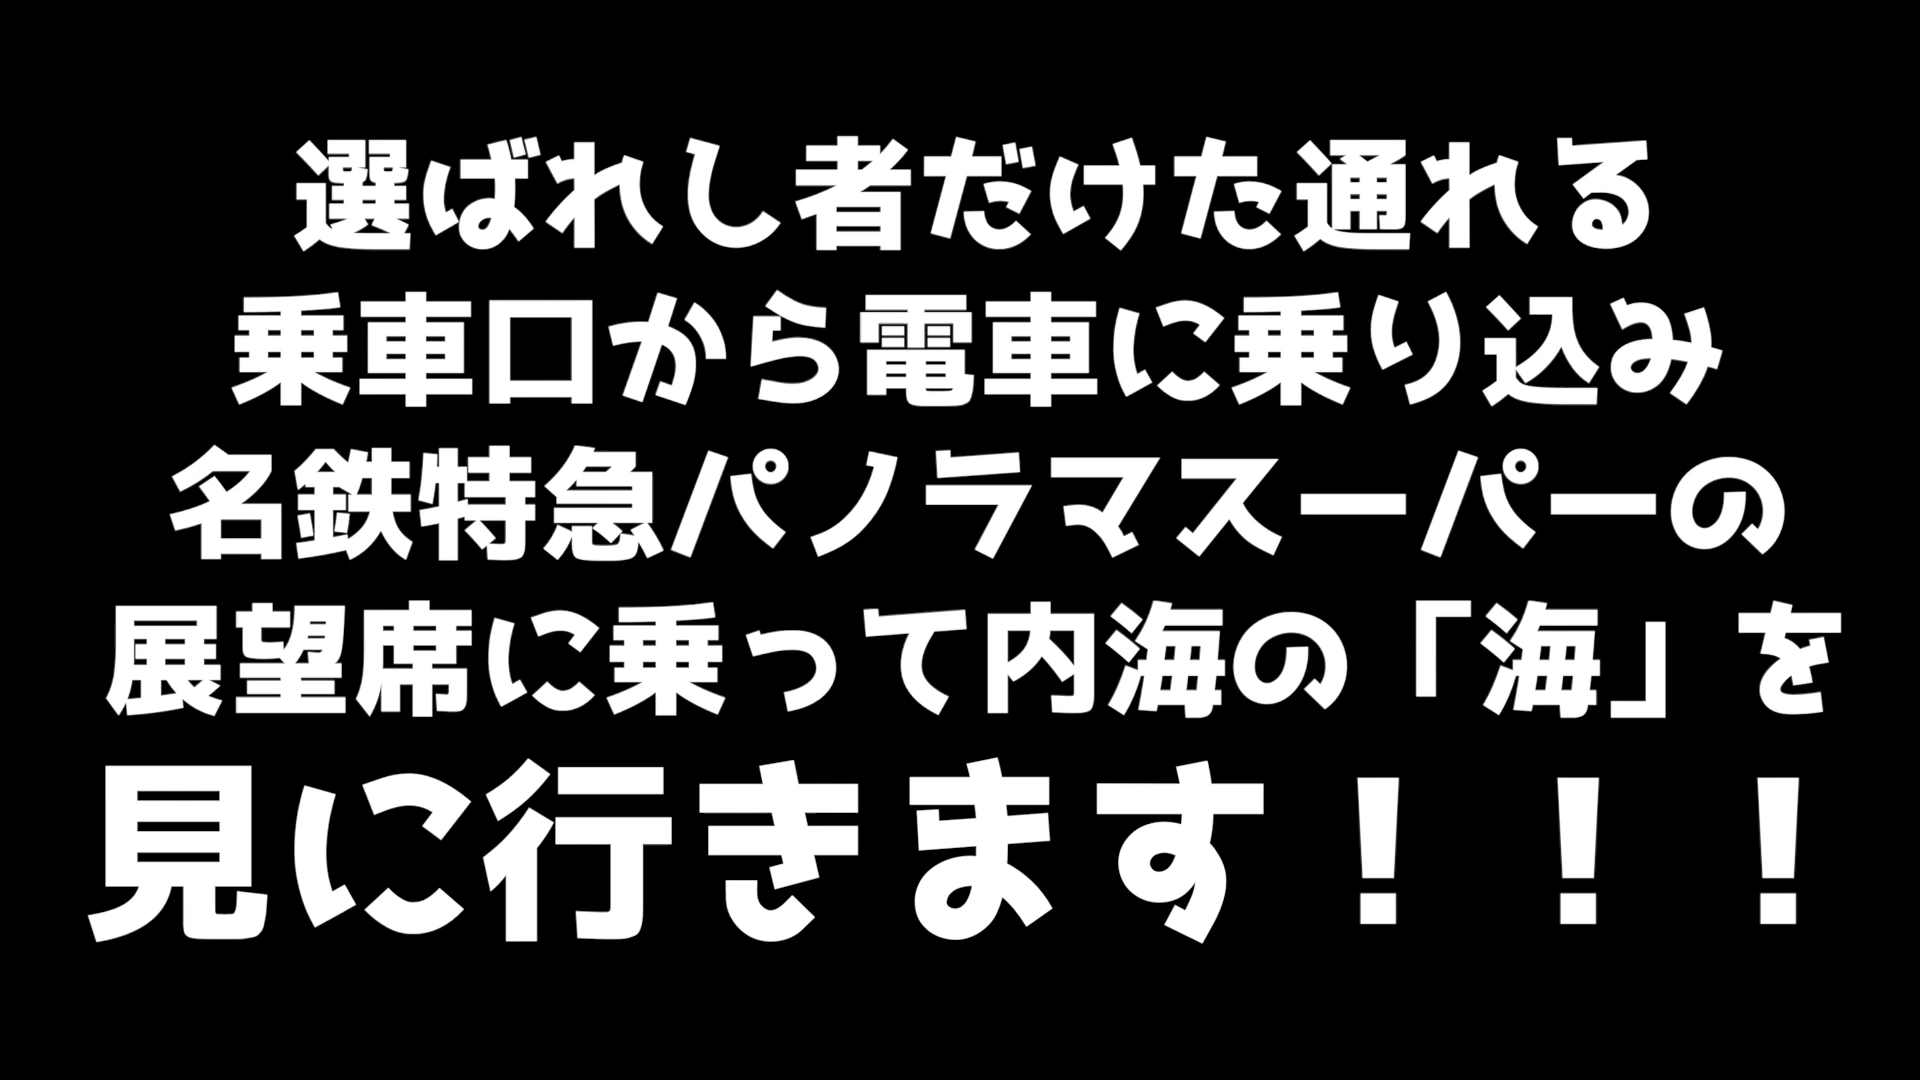 選ばれし者だけた通れる
乗車口から電車に乗り込み
名鉄特急パノラマスーパーの
展望席に乗って内海の「海」を
見に行きます！！！